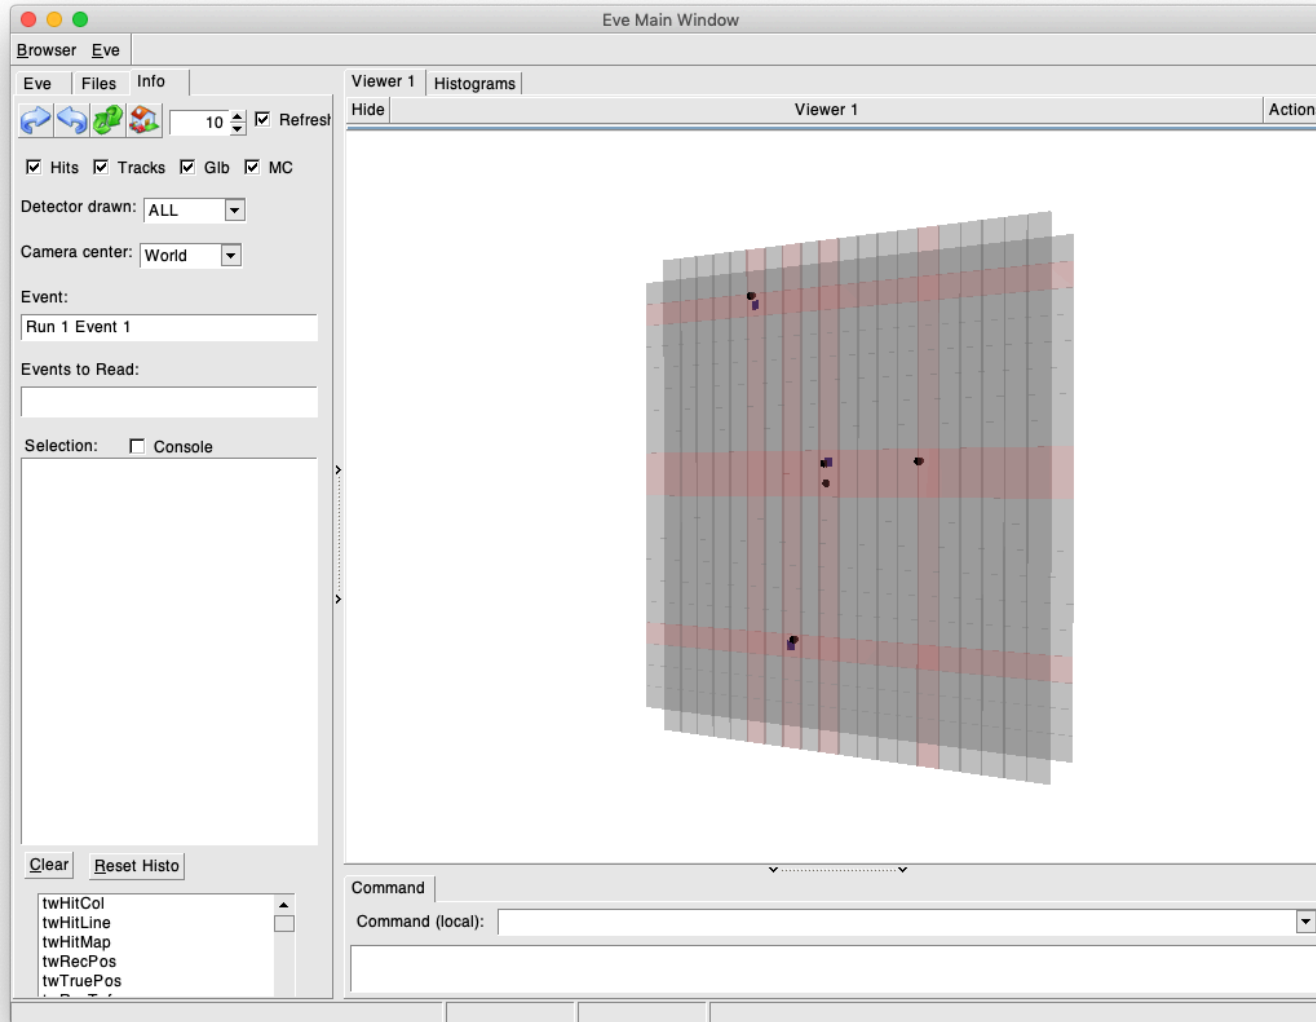 Eve Main Window
Browser Eve
Eve Files Info
10 Refresh
Hits Tracks Glb MC
Detector drawn: ALL
Camera center: World
Event:
Run 1 Event 1
Events to Read:
Selection: Console
Clear Reset Histo
twHitCol
twHitLine
twHitMap
twRecPos
twTruePos
Viewer 1 Histograms
Hide Viewer 1 Action
Command
Command (local):